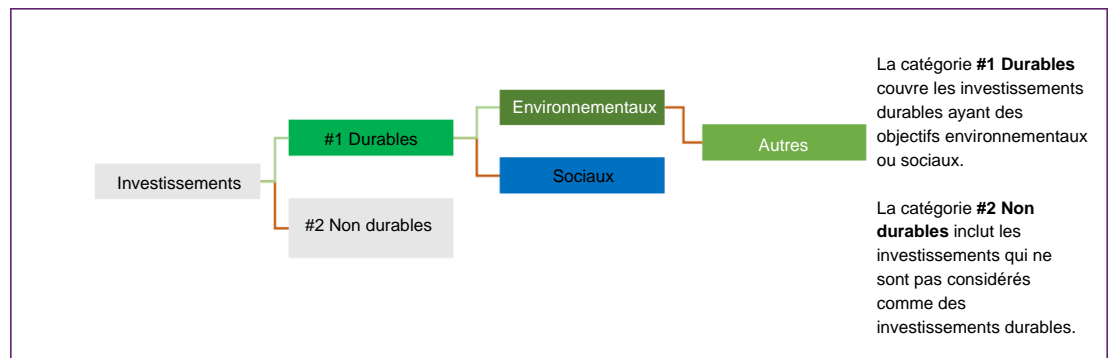 Investissements
#1 Durables
#2 Non durables
Environnementaux
Sociaux
Autres
La catégorie #1 Durables
couvre les investissements
durables ayant des
objectifs environnementaux
ou sociaux.
La catégorie #2 Non
durables inclut les
investissements qui ne
sont pas considérés
comme des
investissements durables.